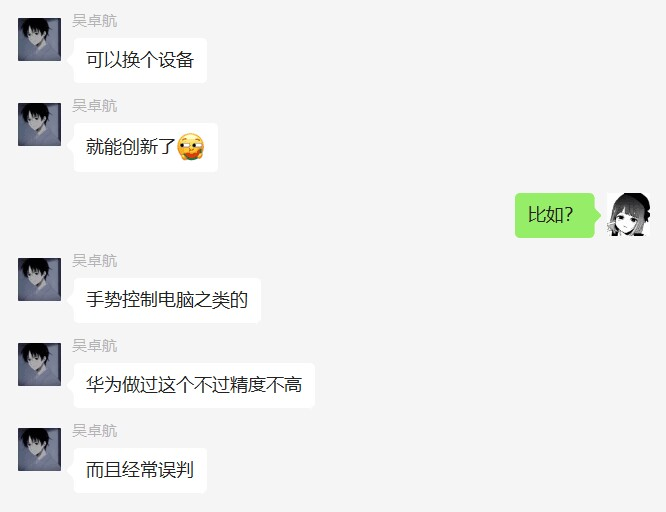 吴卓航
可以换个设备
吴卓航
就能创新了
比如？
吴卓航
手势控制电脑之类的
吴卓航
华为做过这个不过精度不高
吴卓航
而且经常误判